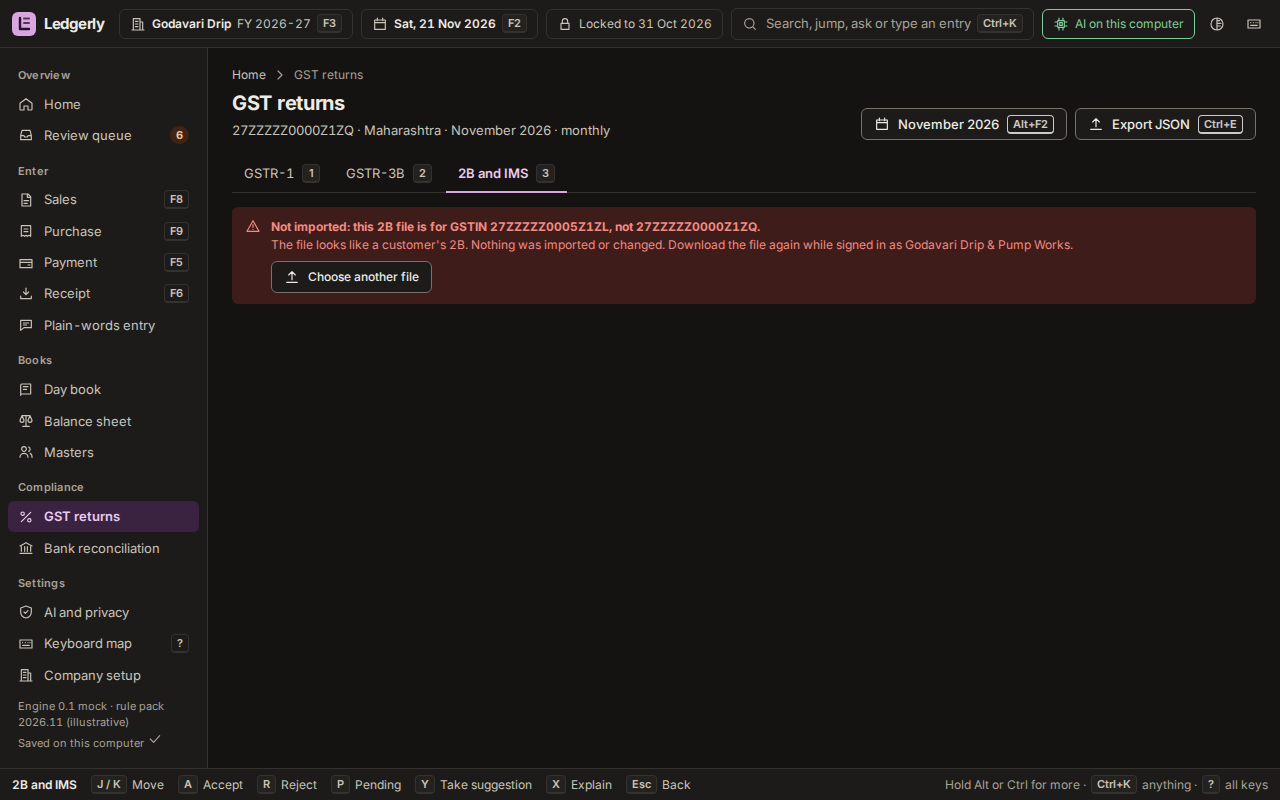 Ledgerly
Godavari Drip FY 2026-27 F3
Sat, 21 Nov 2026 F2
Locked to 31 Oct 2026
Search, jump, ask or type an entry Ctrl+K
AI on this computer
Overview
Home
Review queue 6
Enter
Sales F8
Purchase F9
Payment F5
Receipt F6
Plain-words entry
Books
Day book
Balance sheet
Masters
Compliance
GST returns
Bank reconciliation
Settings
AI and privacy
Keyboard map ?
Company setup
Engine 0.1 mock · rule pack
2026.11 (illustrative)
Saved on this computer
Home > GST returns
GST returns
27ZZZZZ0000Z1ZQ · Maharashtra · November 2026 · monthly
November 2026 Alt+F2
Export JSON Ctrl+E
GSTR-1 1
GSTR-3B 2
2B and IMS 3
Not imported: this 2B file is for GSTIN 27ZZZZZ0005Z1ZL, not 27ZZZZZ0000Z1ZQ.
The file looks like a customer's 2B. Nothing was imported or changed. Download the file again while signed in as Godavari Drip & Pump Works.
Choose another file
2B and IMS J / K Move A Accept R Reject P Pending Y Take suggestion X Explain Esc Back
Hold Alt or Ctrl for more · Ctrl+K anything · ? all keys